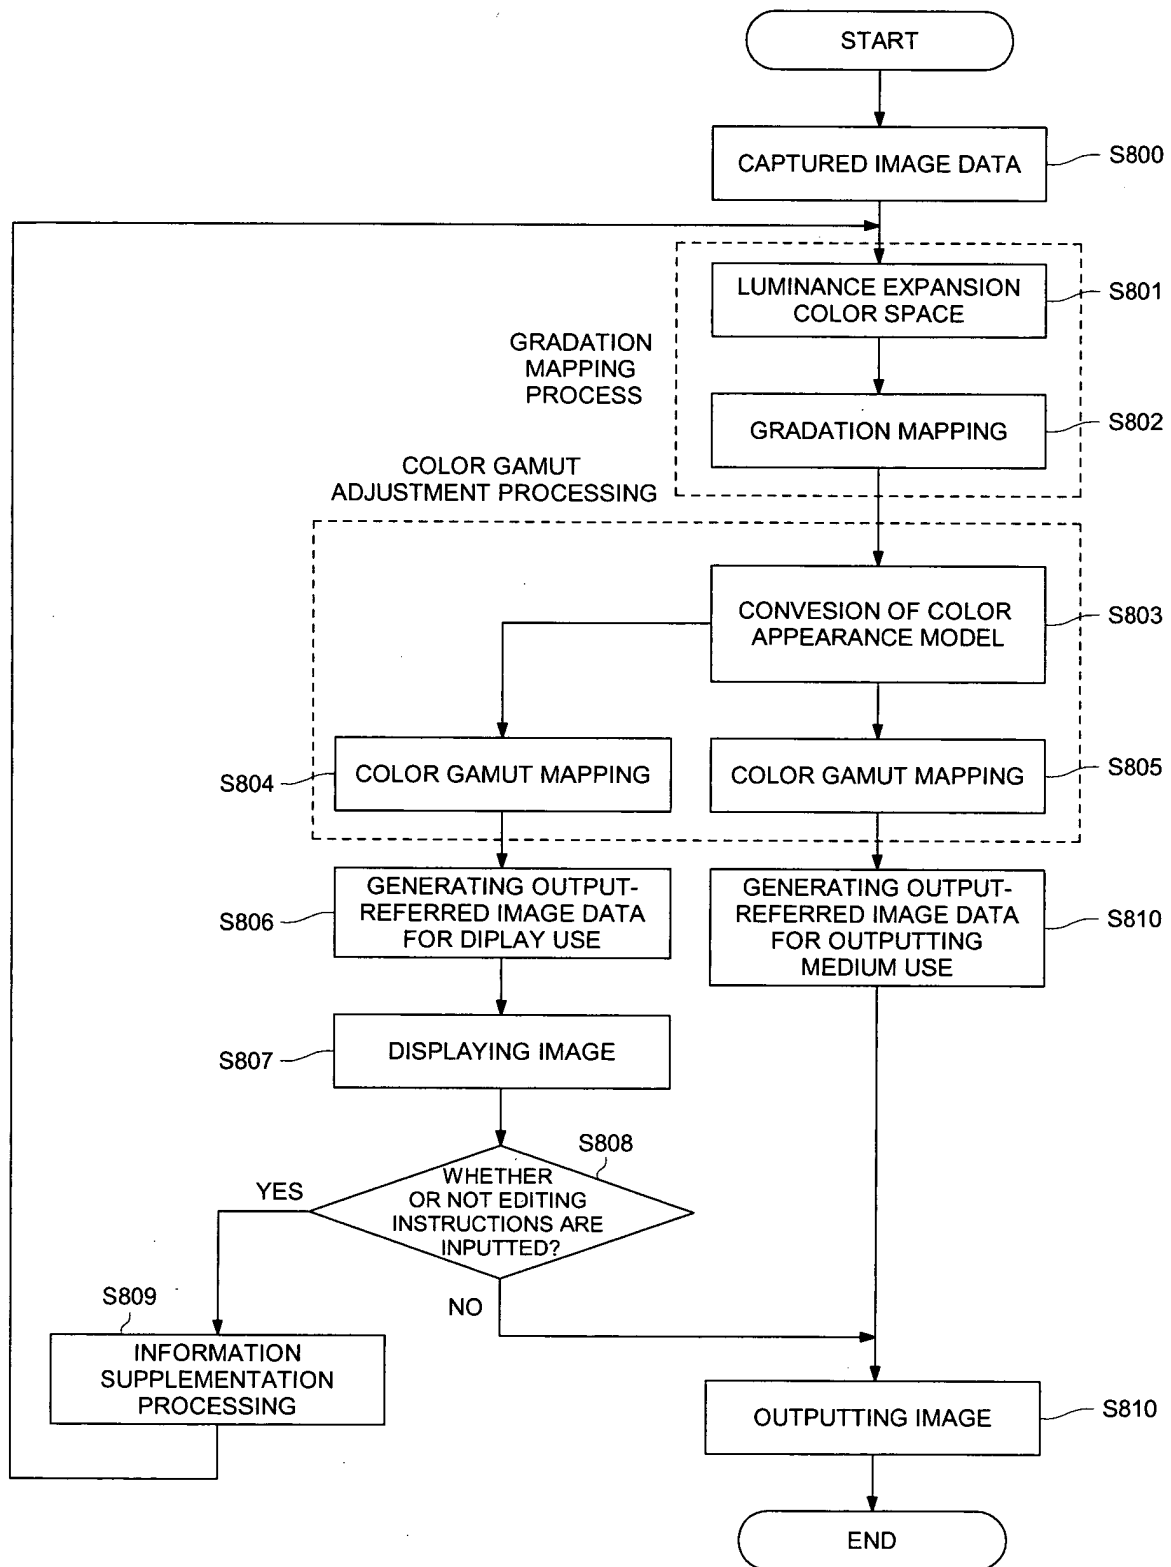 START
CAPTURED IMAGE DATA
S800
LUMINANCE EXPANSION
COLOR SPACE
S801
GRADATION
MAPPING
PROCESS
GRADATION MAPPING
S802
COLOR GAMUT
ADJUSTMENT PROCESSING
CONVESION OF COLOR
APPEARANCE MODEL
S803
S804
COLOR GAMUT MAPPING
COLOR GAMUT MAPPING
S805
S806
GENERATING OUTPUT-
REFERRED IMAGE DATA
FOR DIPLAY USE
GENERATING OUTPUT-
REFERRED IMAGE DATA
FOR OUTPUTTING
MEDIUM USE
S810
S807
DISPLAYING IMAGE
S808
WHETHER
OR NOT EDITING
INSTRUCTIONS ARE
INPUTTED?
YES
NO
S809
INFORMATION
SUPPLEMENTATION
PROCESSING
OUTPUTTING IMAGE
S810
END